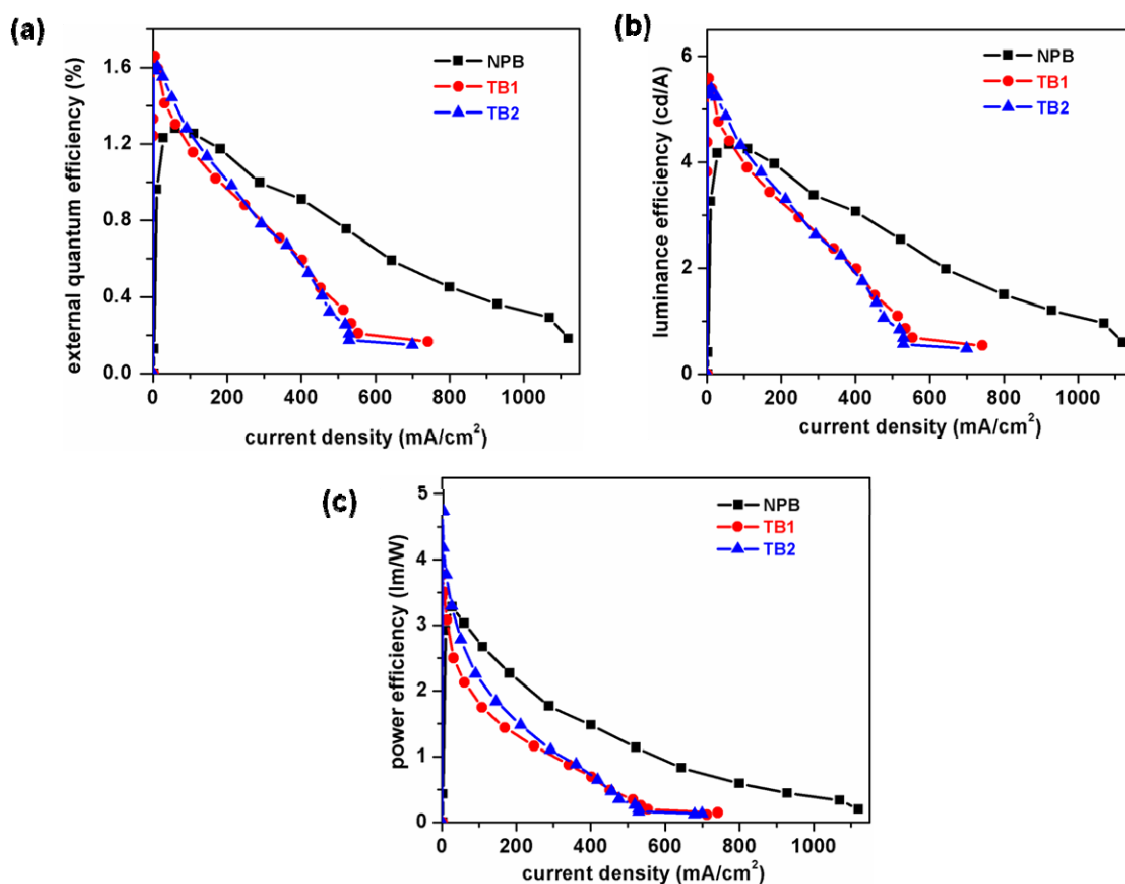 (a)
external quantum efficiency (%)
1.6
1.2
0.8
0.4
0.0
NPB
TB1
TB2
0 200 400 600 800 1000
current density (mA/cm²)
(b)
luminance efficiency (cd/A)
6
4
2
0
NPB
TB1
TB2
0 200 400 600 800 1000
current density (mA/cm²)
(c)
power efficiency (lm/W)
5
4
3
2
1
0
NPB
TB1
TB2
0 200 400 600 800 1000
current density (mA/cm²)